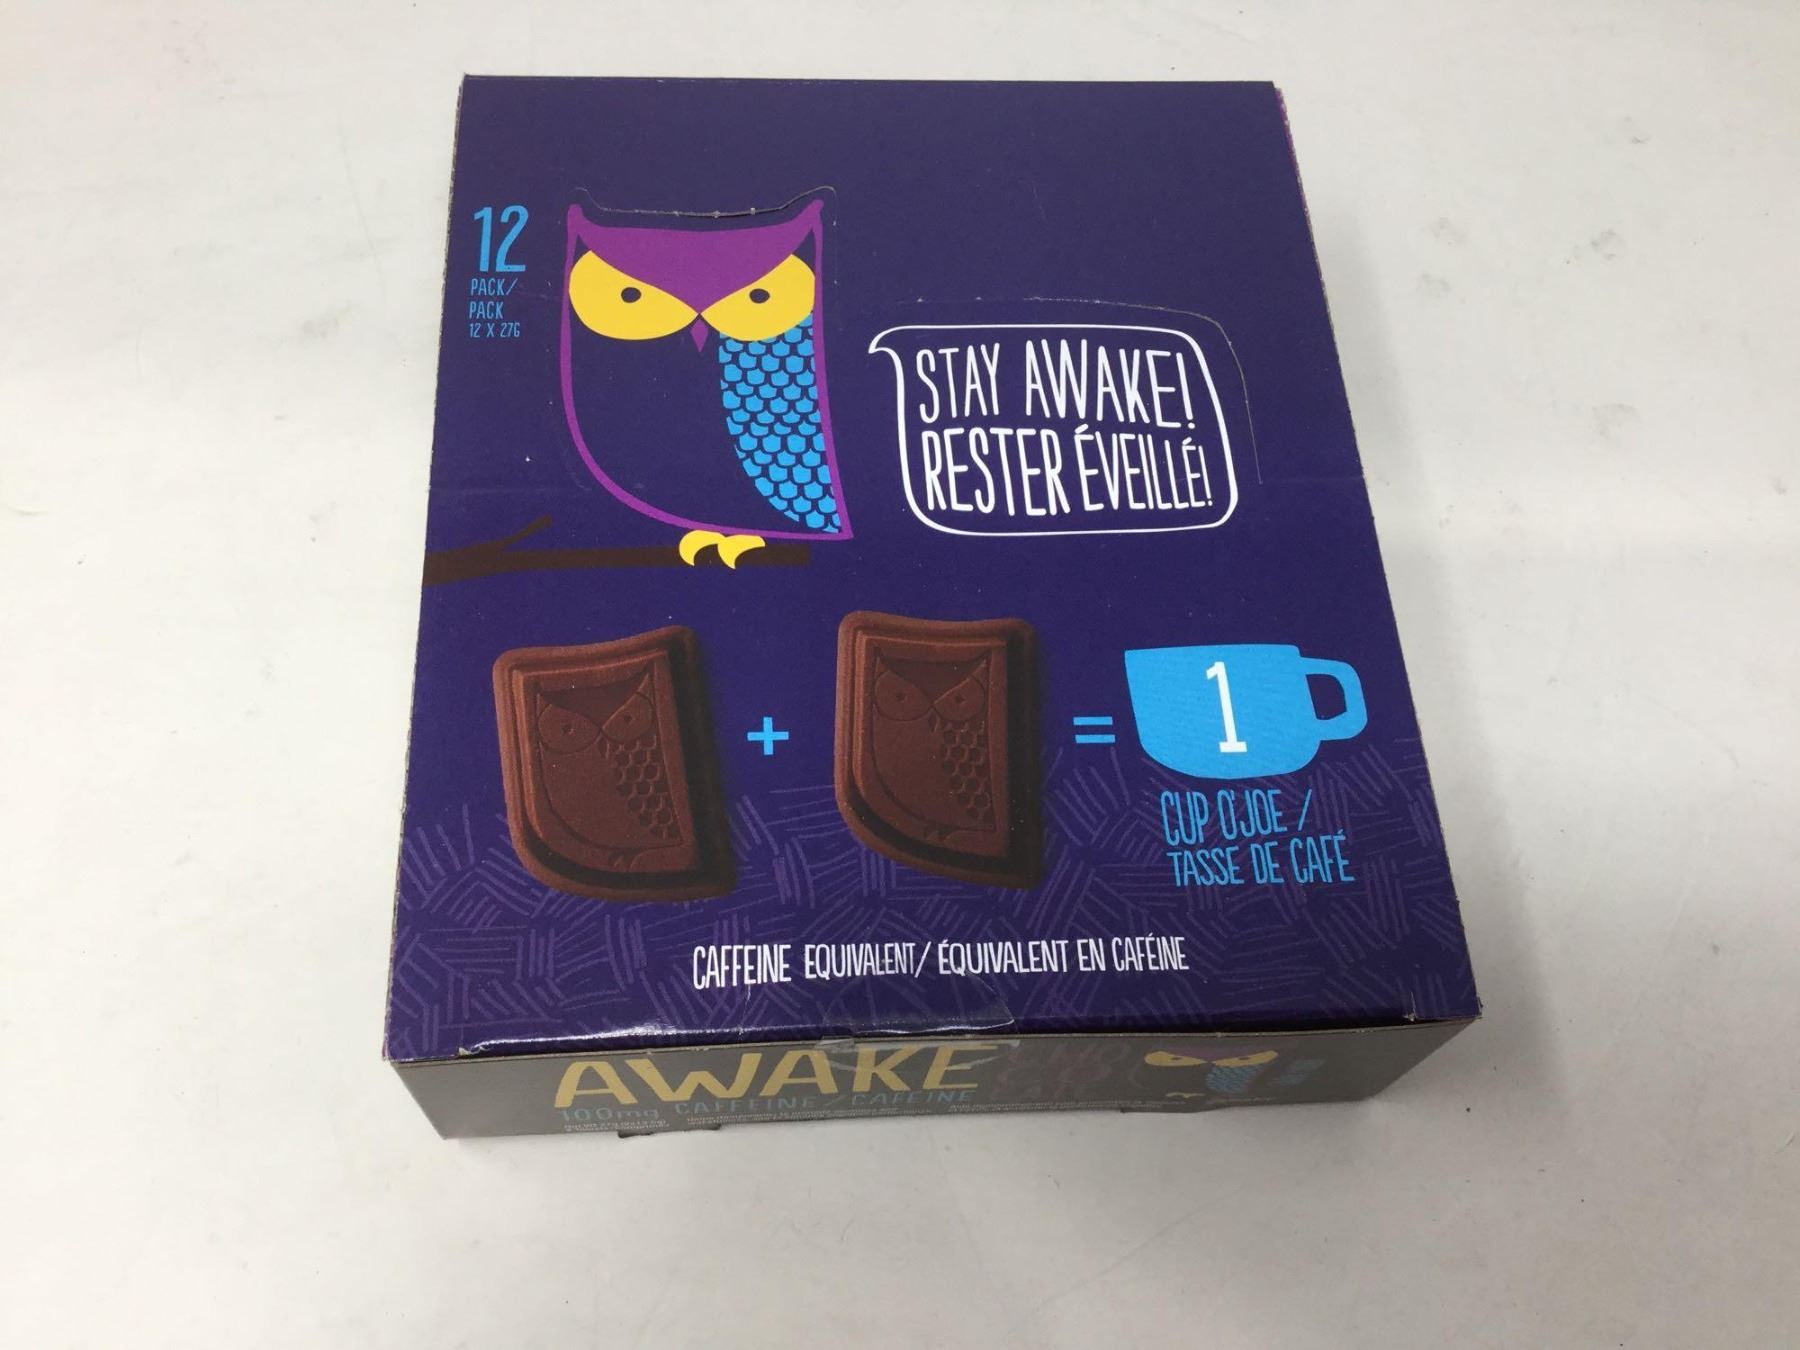 12
PACK/
PACK
12 X 27G
STAY AWAKE!
RESTER ÉVEILLÉ!
+
=
1
CUP O'JOE /
TASSE DE CAFÉ
CAFFEINE EQUIVALENT/ ÉQUIVALENT EN CAFÉINE
AWAKE
100mg CAFFEINE / CAFÉINE